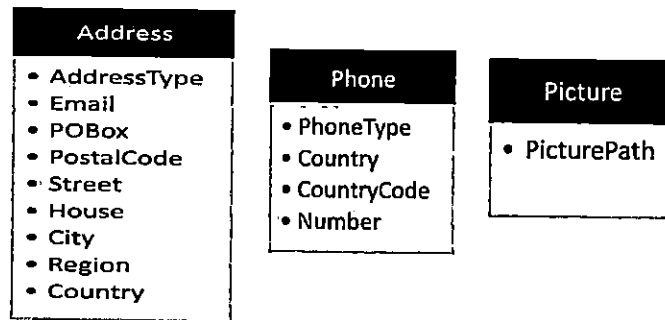 Address
• AddressType
• Email
• POBox
• PostalCode
• Street
• House
• City
• Region
• Country
Phone
• PhoneType
• Country
• CountryCode
• Number
Picture
• PicturePath